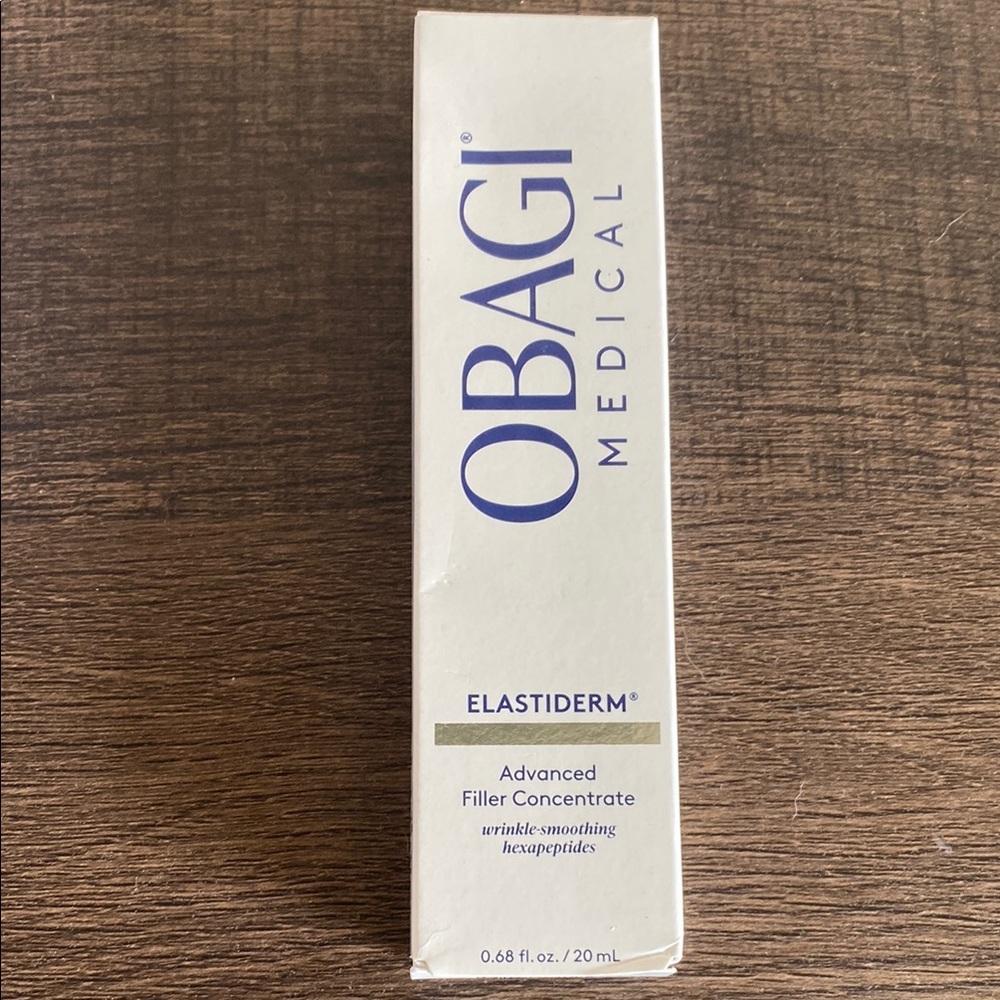 OBAGI®
MEDICAL
ELASTIDERM®
Advanced
Filler Concentrate
wrinkle-smoothing
hexapeptides
0.68 fl. oz. / 20 mL